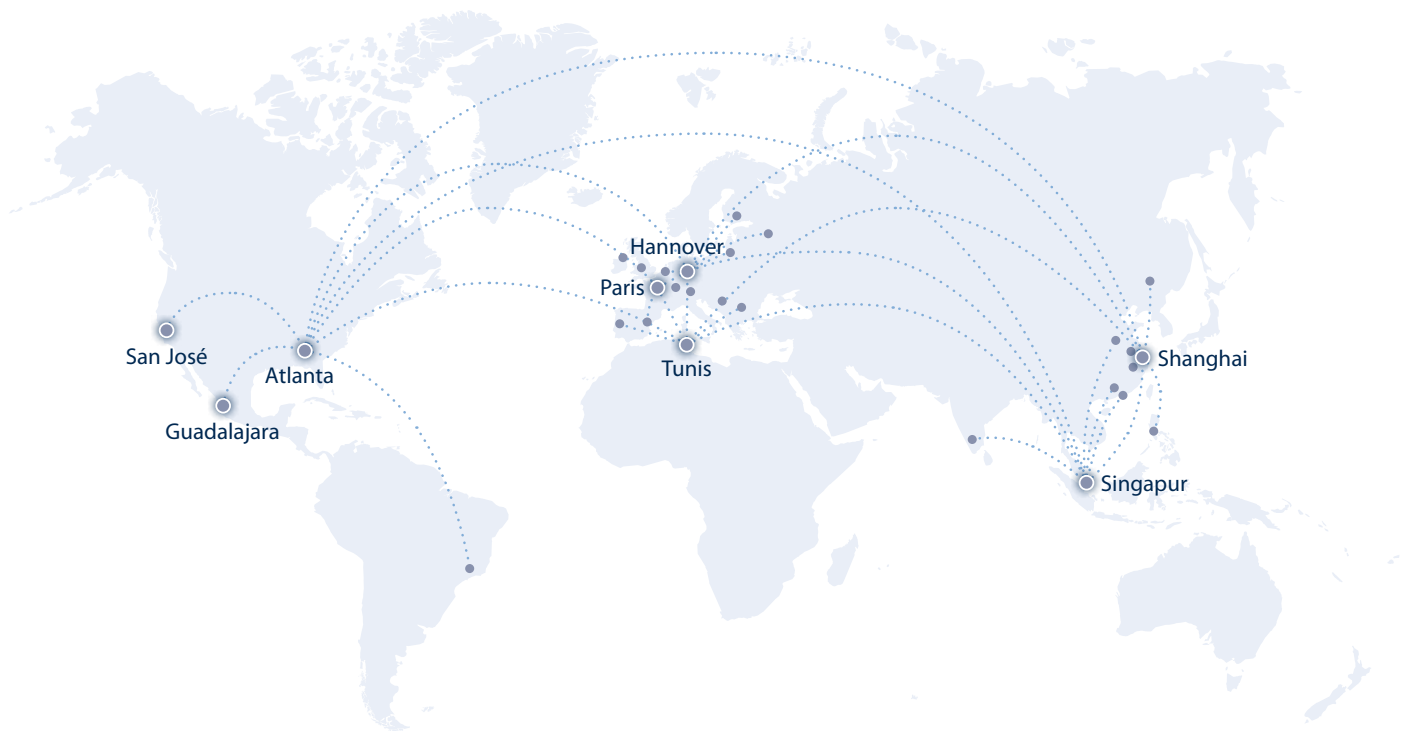 Hannover
Paris
San José
Shanghai
Atlanta
Tunis
Guadalajara
Singapur